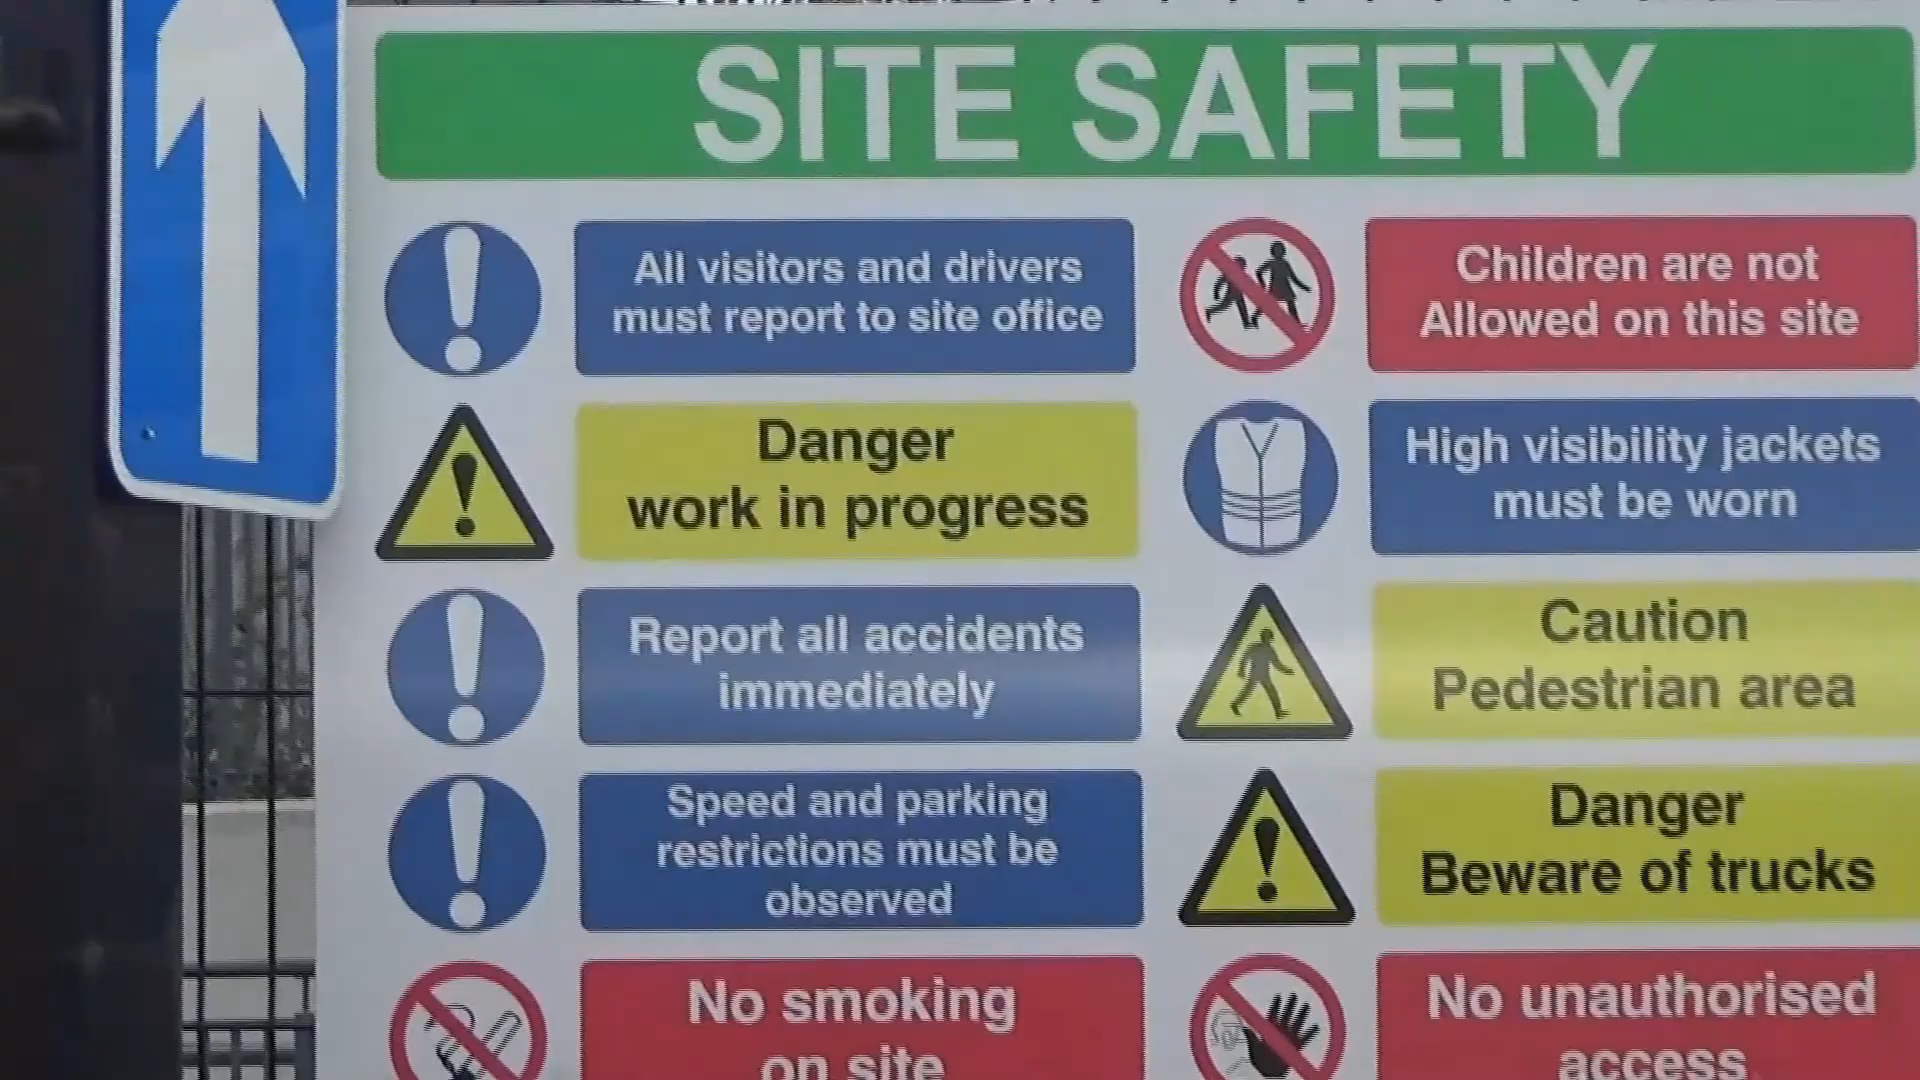 SITE SAFETY
All visitors and drivers
must report to site office
Children are not
Allowed on this site
Danger
work in progress
High visibility jackets
must be worn
Report all accidents
immediately
Caution
Pedestrian area
Speed and parking
restrictions must be
observed
Danger
Beware of trucks
No smoking
on site
No unauthorised
access